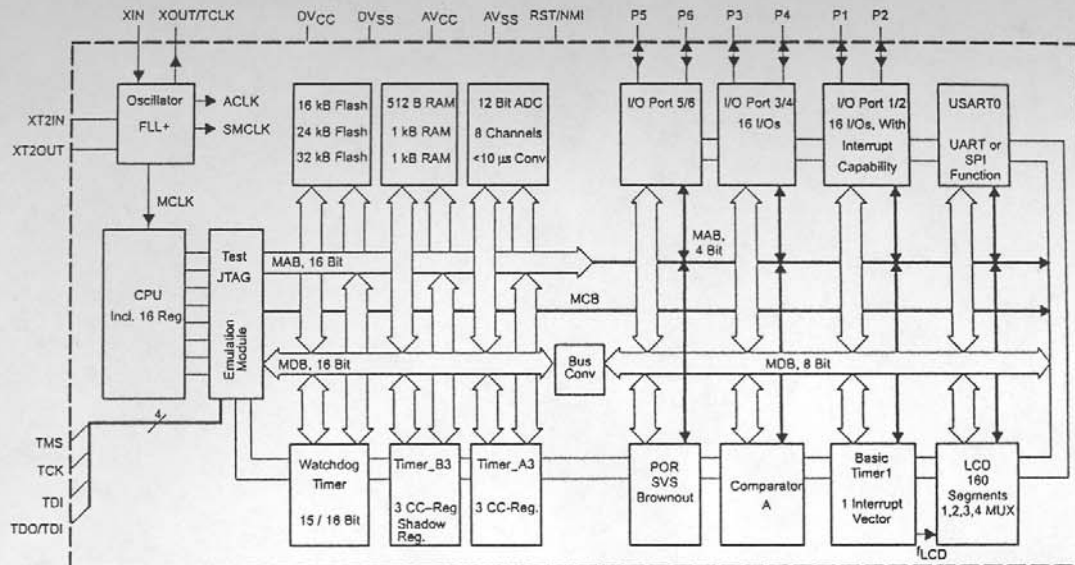 XIN XOUT/TCLK DVCC DVSS AVCC AVSS RST/NMI P5 P6 P3 P4 P1 P2
Oscillator
FLL+
ACLK
SMCLK
XT2IN
XT2OUT
MCLK
16 kB Flash
24 kB Flash
32 kB Flash
512 B RAM
1 kB RAM
1 kB RAM
12 Bit ADC
8 Channels
<10 µs Conv
I/O Port 5/6
I/O Port 3/4
16 I/Os
I/O Port 1/2
16 I/Os, With
Interrupt
Capability
USART0
UART or
SPI
Function
CPU
Incl. 16 Reg.
Test
JTAG
Emulation
Module
MAB, 16 Bit
MAB,
4 Bit
MCB
MDB, 16 Bit
Bus
Conv
MDB, 8 Bit
4
TMS
TCK
TDI
TDO/TDI
Watchdog
Timer
15 / 16 Bit
Timer_B3
3 CC–Reg
Shadow
Reg.
Timer_A3
3 CC-Reg.
POR
SVS
Brownout
Comparator
A
Basic
Timer1
1 Interrupt
Vector
LCD
160
Segments
1,2,3,4 MUX
fLCD